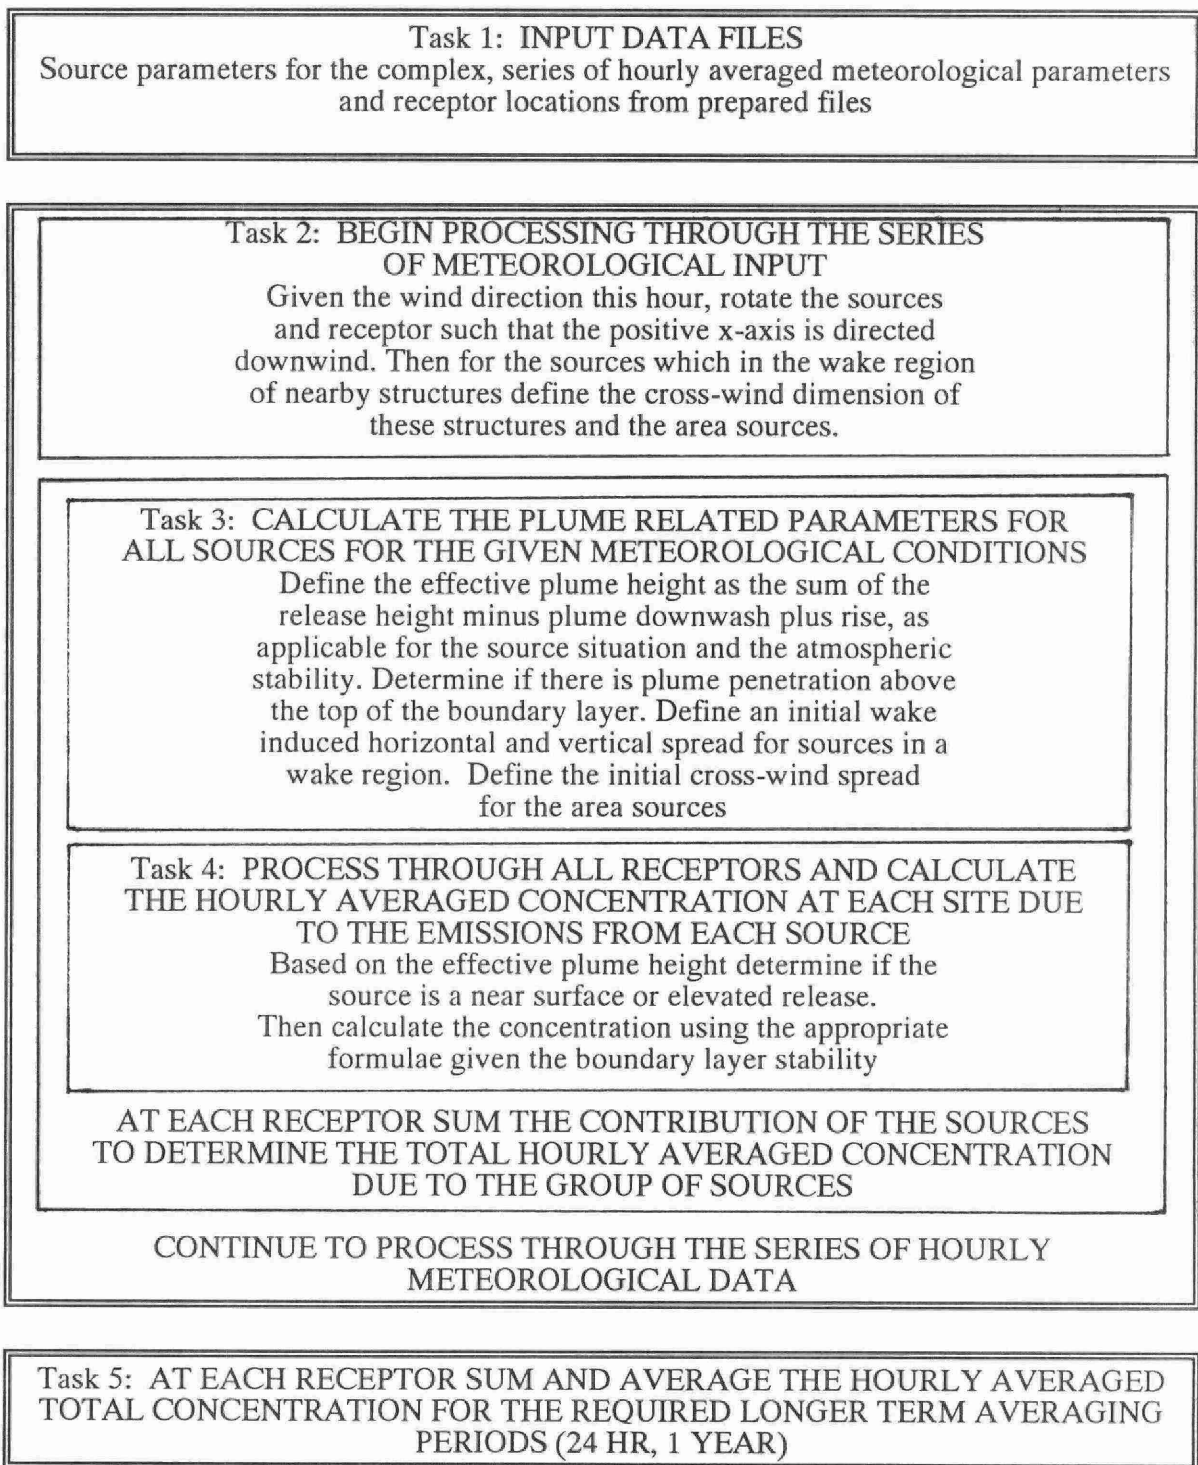 Task 1: INPUT DATA FILES
Source parameters for the complex, series of hourly averaged meteorological parameters
and receptor locations from prepared files
Task 2: BEGIN PROCESSING THROUGH THE SERIES
OF METEOROLOGICAL INPUT
Given the wind direction this hour, rotate the sources
and receptor such that the positive x-axis is directed
downwind. Then for the sources which in the wake region
of nearby structures define the cross-wind dimension of
these structures and the area sources.
Task 3: CALCULATE THE PLUME RELATED PARAMETERS FOR
ALL SOURCES FOR THE GIVEN METEOROLOGICAL CONDITIONS
Define the effective plume height as the sum of the
release height minus plume downwash plus rise, as
applicable for the source situation and the atmospheric
stability. Determine if there is plume penetration above
the top of the boundary layer. Define an initial wake
induced horizontal and vertical spread for sources in a
wake region. Define the initial cross-wind spread
for the area sources
Task 4: PROCESS THROUGH ALL RECEPTORS AND CALCULATE
THE HOURLY AVERAGED CONCENTRATION AT EACH SITE DUE
TO THE EMISSIONS FROM EACH SOURCE
Based on the effective plume height determine if the
source is a near surface or elevated release.
Then calculate the concentration using the appropriate
formulae given the boundary layer stability
AT EACH RECEPTOR SUM THE CONTRIBUTION OF THE SOURCES
TO DETERMINE THE TOTAL HOURLY AVERAGED CONCENTRATION
DUE TO THE GROUP OF SOURCES
CONTINUE TO PROCESS THROUGH THE SERIES OF HOURLY
METEOROLOGICAL DATA
Task 5: AT EACH RECEPTOR SUM AND AVERAGE THE HOURLY AVERAGED
TOTAL CONCENTRATION FOR THE REQUIRED LONGER TERM AVERAGING
PERIODS (24 HR, 1 YEAR)